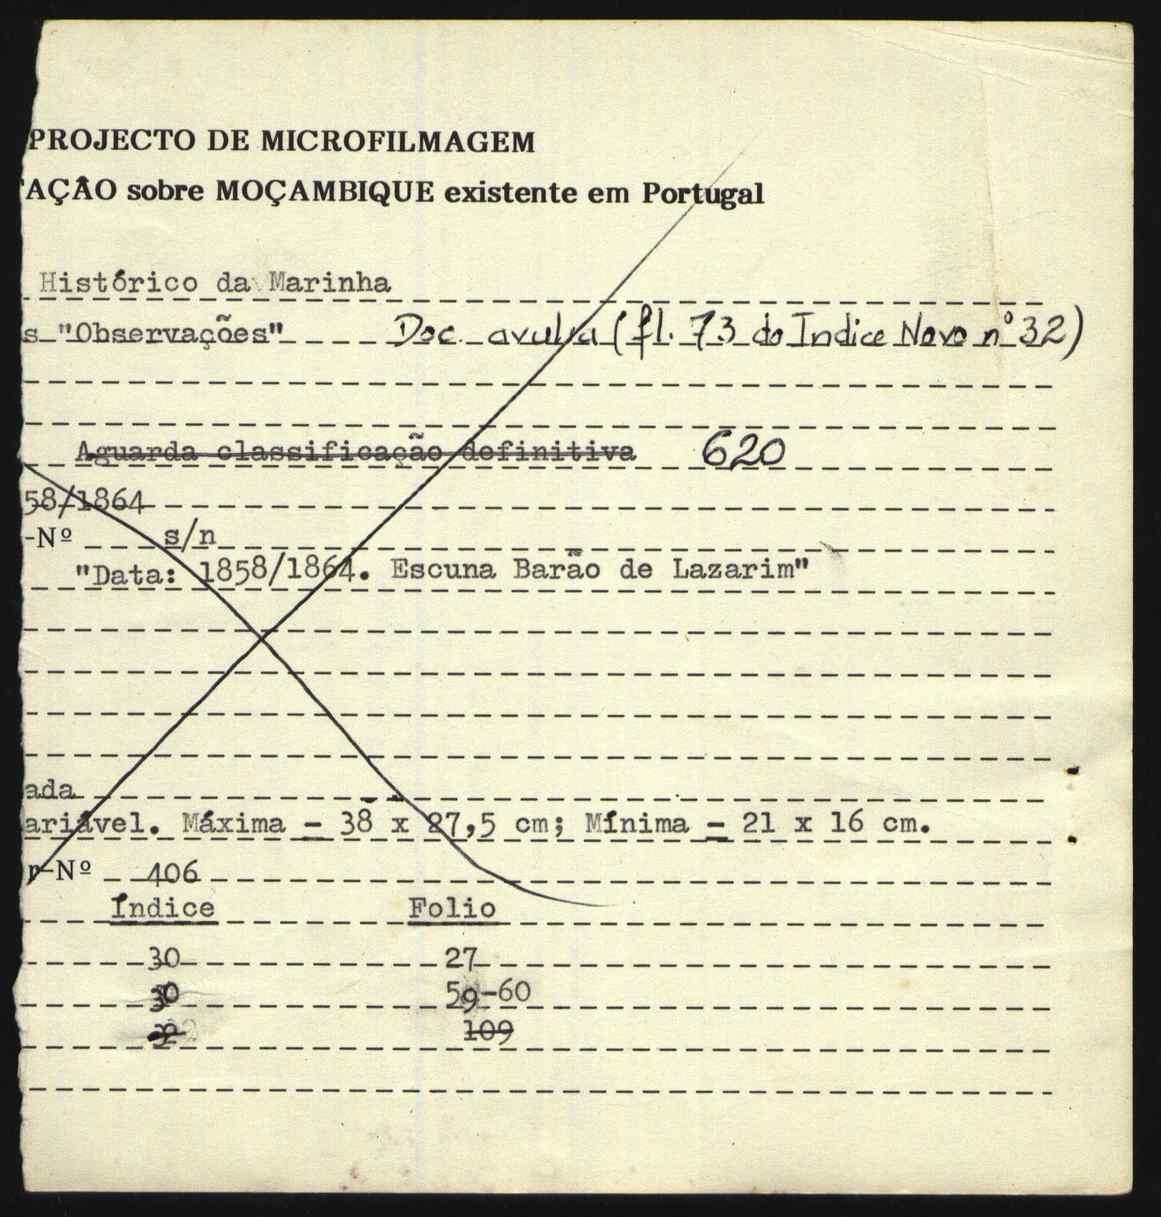 PROJECTO DE MICROFILMAGEM
TAÇÃO sobre MOÇAMBIQUE existente em Portugal
Histórico da Marinha
s "Observações" Doc. avulsa (fl. 73 do Indice Novo nº 32)
Aguarda classificação definitiva 620
58/1864
-Nº s/n
"Data: 1858/1864. Escuna Barão de Lazarim"
ada
ariável. Máxima - 38 x 27,5 cm; Mínima - 21 x 16 cm.
r-Nº 406
Índice Folio
30 27
30 59-60
109